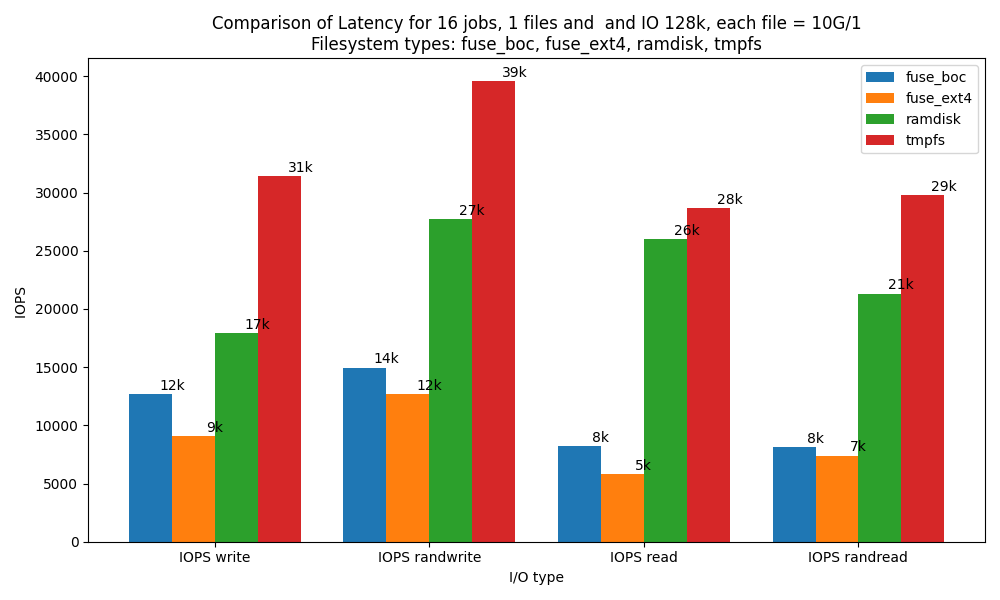 Comparison of Latency for 16 jobs, 1 files and  and IO 128k, each file = 10G/1
Filesystem types: fuse_boc, fuse_ext4, ramdisk, tmpfs
fuse_boc
fuse_ext4
ramdisk
tmpfs
IOPS
40000
35000
30000
25000
20000
15000
10000
5000
0
12k
9k
17k
31k
14k
12k
27k
39k
8k
5k
26k
28k
8k
7k
21k
29k
IOPS write
IOPS randwrite
IOPS read
IOPS randread
I/O type